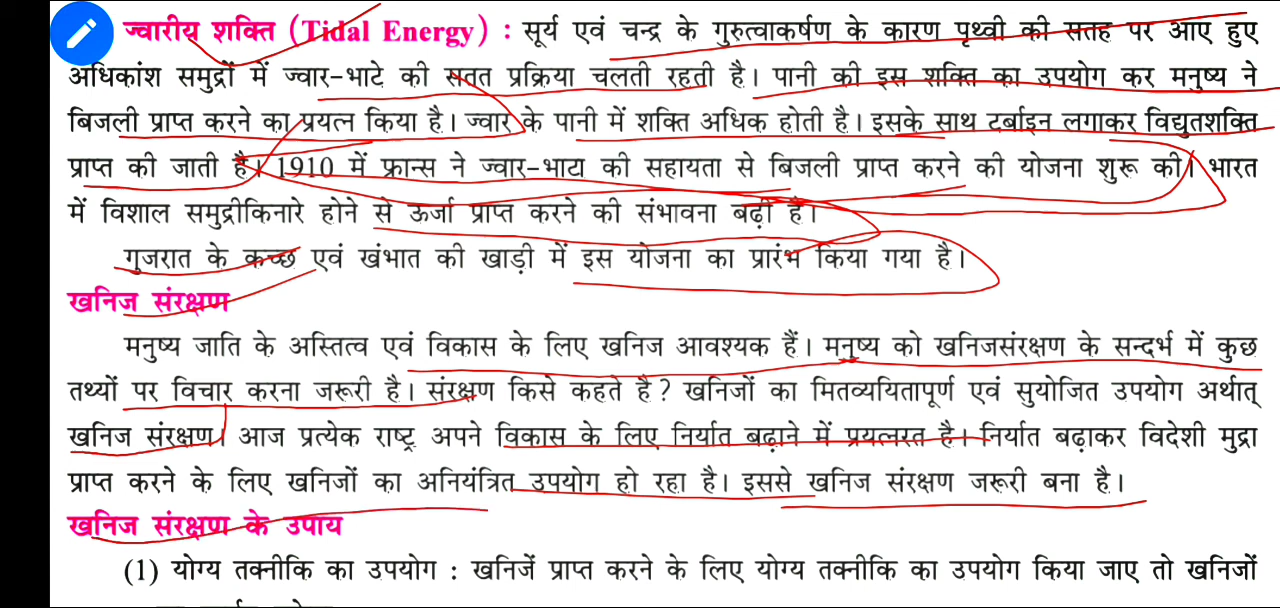 ज्वारीय शक्ति (Tidal Energy) : सूर्य एवं चन्द्र के गुरुत्वाकर्षण के कारण पृथ्वी की सतह पर आए हुए
अधिकांश समुद्रों में ज्वार-भाटे की सतत प्रक्रिया चलती रहती है। पानी की इस शक्ति का उपयोग कर मनुष्य ने
बिजली प्राप्त करने का प्रयत्न किया है। ज्वार के पानी में शक्ति अधिक होती है। इसके साथ टर्बाइन लगाकर विद्युतशक्ति
प्राप्त की जाती है। 1910 में फ्रान्स ने ज्वार-भाटा की सहायता से बिजली प्राप्त करने की योजना शुरू की। भारत
में विशाल समुद्रीकिनारे होने से ऊर्जा प्राप्त करने की संभावना बढ़ी है।
गुजरात के कच्छ एवं खंभात की खाड़ी में इस योजना का प्रारंभ किया गया है।
खनिज संरक्षण
मनुष्य जाति के अस्तित्व एवं विकास के लिए खनिज आवश्यक हैं। मनुष्य को खनिजसंरक्षण के सन्दर्भ में कुछ
तथ्यों पर विचार करना जरूरी है। संरक्षण किसे कहते है? खनिजों का मितव्ययितापूर्ण एवं सुयोजित उपयोग अर्थात्
खनिज संरक्षण। आज प्रत्येक राष्ट्र अपने विकास के लिए निर्यात बढ़ाने में प्रयत्नरत है। निर्यात बढ़ाकर विदेशी मुद्रा
प्राप्त करने के लिए खनिजों का अनियंत्रित उपयोग हो रहा है। इससे खनिज संरक्षण जरूरी बना है।
खनिज संरक्षण के उपाय
(1) योग्य तक्नीकि का उपयोग : खनिजें प्राप्त करने के लिए योग्य तक्नीकि का उपयोग किया जाए तो खनिजों